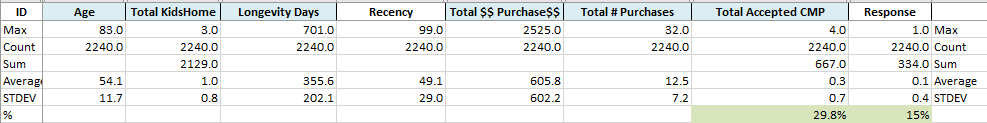 ID Age Total KidsHome Longevity Days Recency Total $$ Purchase$$ Total # Purchases Total Accepted CMP Response
Max 83.0 3.0 701.0 99.0 2525.0 32.0 4.0 1.0 Max
Count 2240.0 2240.0 2240.0 2240.0 2240.0 2240.0 2240.0 2240.0 Count
Sum 2129.0 667.0 334.0 Sum
Average 54.1 1.0 355.6 49.1 605.8 12.5 0.3 0.1 Average
STDEV 11.7 0.8 202.1 29.0 602.2 7.2 0.7 0.4 STDEV
% 29.8% 15%